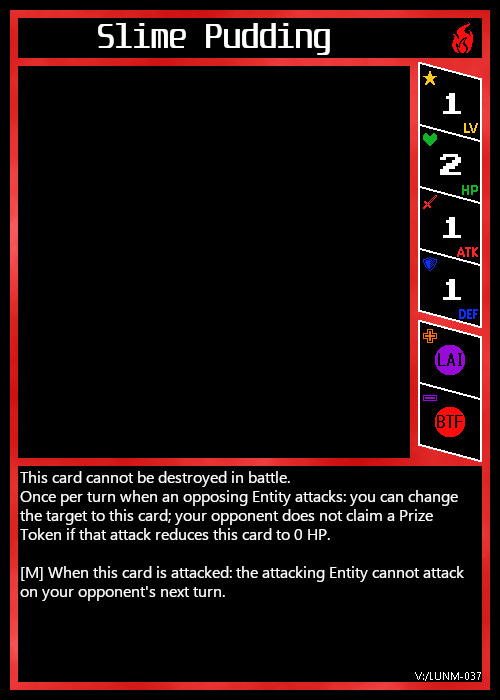 Slime Pudding
1
LV
2
HP
1
ATK
1
DEF
LAI
BTF
This card cannot be destroyed in battle.
Once per turn when an opposing Entity attacks: you can change
the target to this card; your opponent does not claim a Prize
Token if that attack reduces this card to 0 HP.
[M] When this card is attacked: the attacking Entity cannot attack
on your opponent's next turn.
V:/LUNM-037